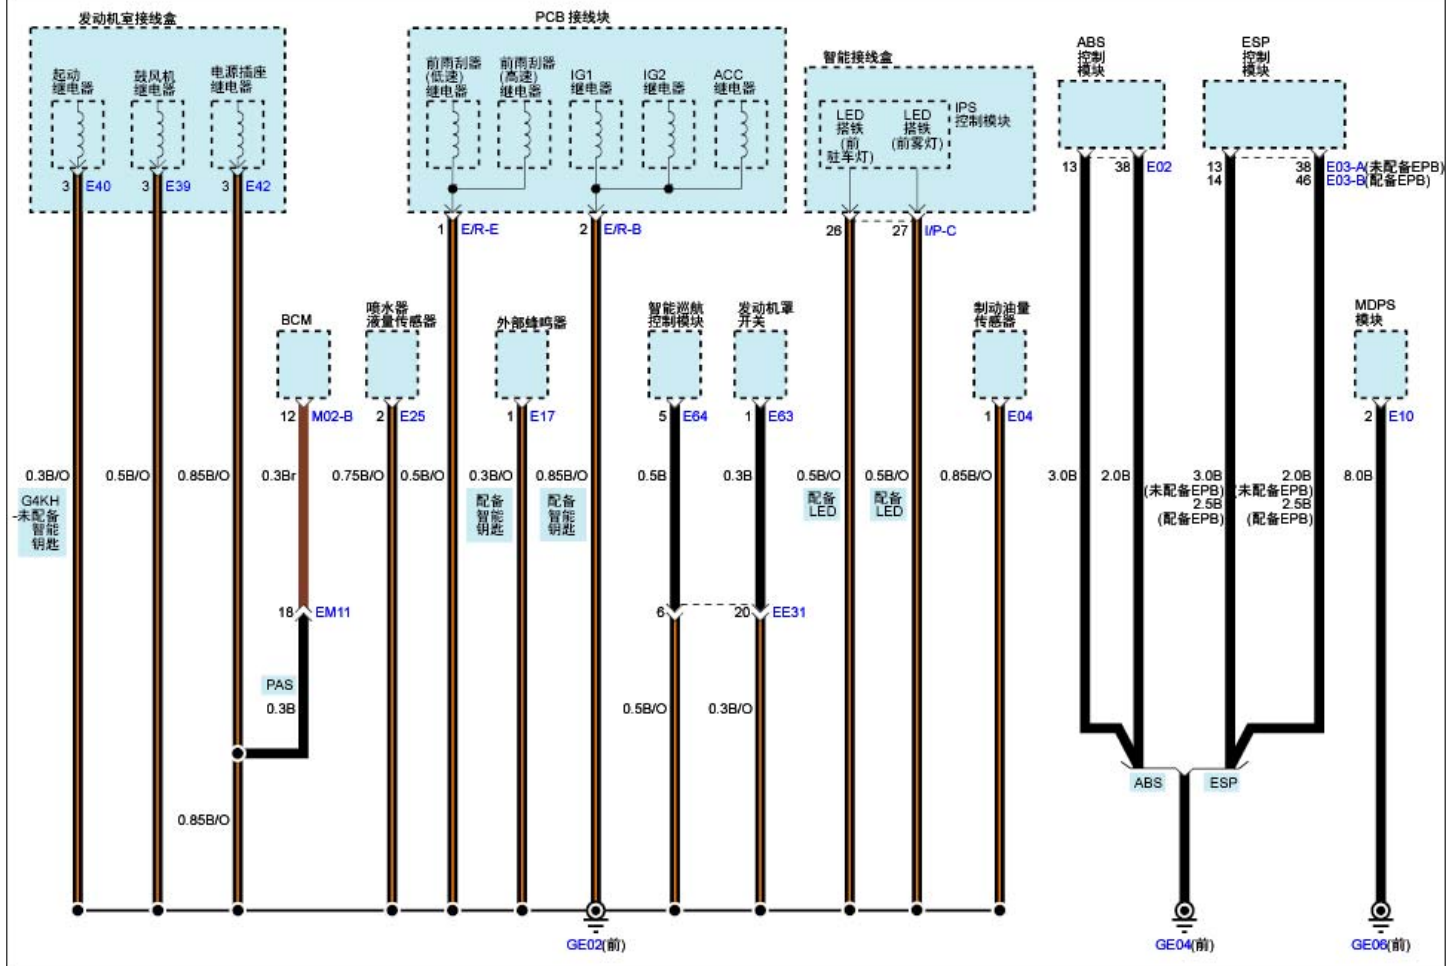 发动机室接线盒
PCB 接线块
智能接线盒
ABS
控制
模块
ESP
控制
模块
起动
继电器
鼓风机
继电器
电源插座
继电器
前雨刮器
(低速)
继电器
前雨刮器
(高速)
继电器
IG1
继电器
IG2
继电器
ACC
继电器
LED
搭铁
(前
驻车灯)
LED
搭铁
(前雾灯)
IPS
控制模块
3 E40
3 E39
3 E42
1 E/R-E
2 E/R-B
26
27 I/P-C
13
38 E02
13
14
38 E03-A(未配备EPB)
46 E03-B(配备EPB)
BCM
喷水器
液量传感器
外部蜂鸣器
智能巡航
控制模块
发动机罩
开关
制动油量
传感器
MDPS
模块
12 M02-B
2 E25
1 E17
5 E64
1 E63
1 E04
2 E10
0.3B/O
0.5B/O
0.85B/O
0.3Br
0.75B/O
0.5B/O
0.3B/O
0.85B/O
0.5B
0.3B
0.5B/O
0.5B/O
0.85B/O
3.0B
2.0B
3.0B
(未配备EPB)
2.5B
(配备EPB)
2.0B
(未配备EPB)
2.5B
(配备EPB)
8.0B
G4KH
-未配备
智能
钥匙
配备
智能
钥匙
配备
智能
钥匙
配备
LED
配备
LED
18 EM11
6
20 EE31
PAS
0.3B
0.5B/O
0.3B/O
ABS
ESP
0.85B/O
GE02(前)
GE04(前)
GE06(前)